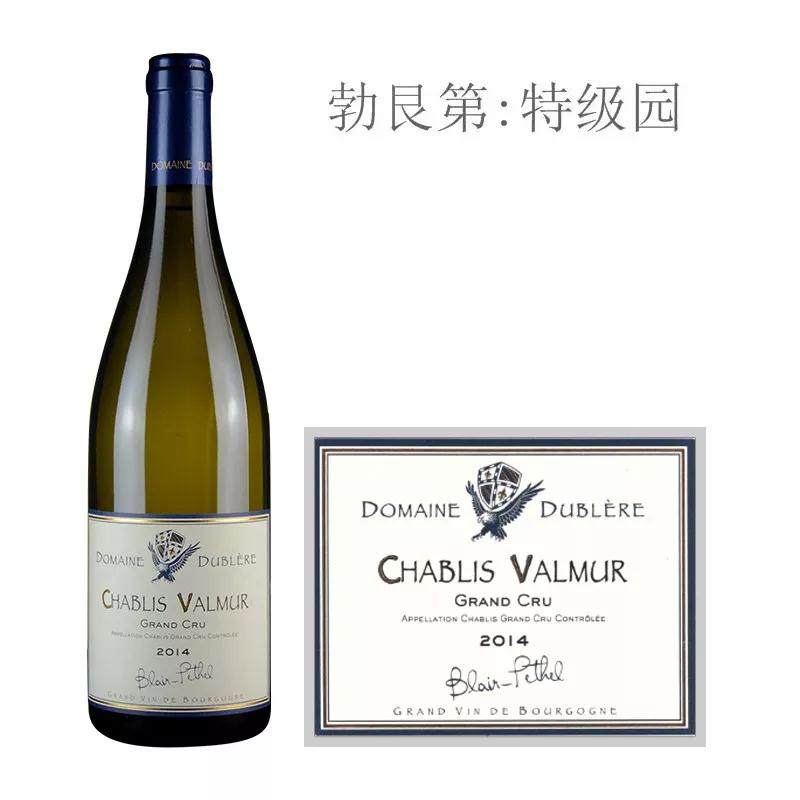 勃艮第:特级园
DOMAINE DUB
DOMAINE DUBLÈRE
CHABLIS VALMUR
GRAND CRU
APPELLATION CHABLIS GRAND CRU CONTRÔLÉE
2014
Blair-Pethel
GRAND VIN DE BOURGOGNE
DOMAINE DUBLÈRE
CHABLIS VALMUR
GRAND CRU
APPELLATION CHABLIS GRAND CRU CONTRÔLÉE
2014
Blair-Pethel
GRAND VIN DE BOURGOGNE